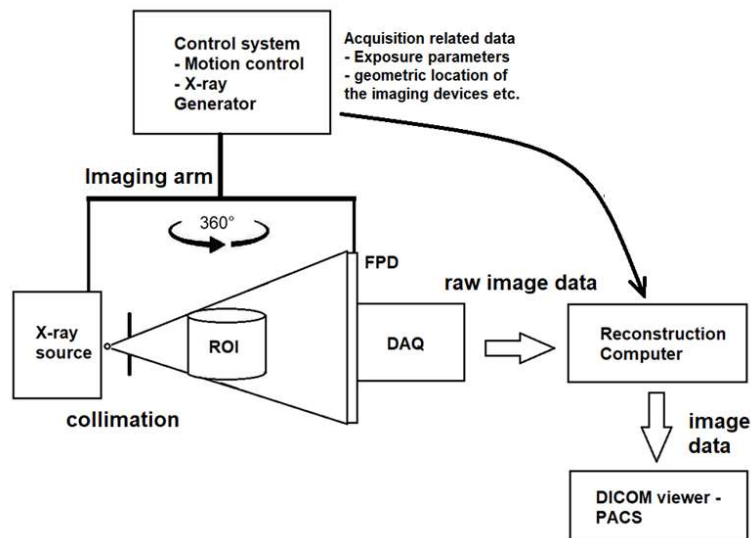 Control system
- Motion control
- X-ray
Generator
Acquisition related data
- Exposure parameters
- geometric location of
the imaging devices etc.
Imaging arm
360°
FPD
raw image data
X-ray
source
ROI
DAQ
Reconstruction
Computer
collimation
image
data
DICOM viewer -
PACS